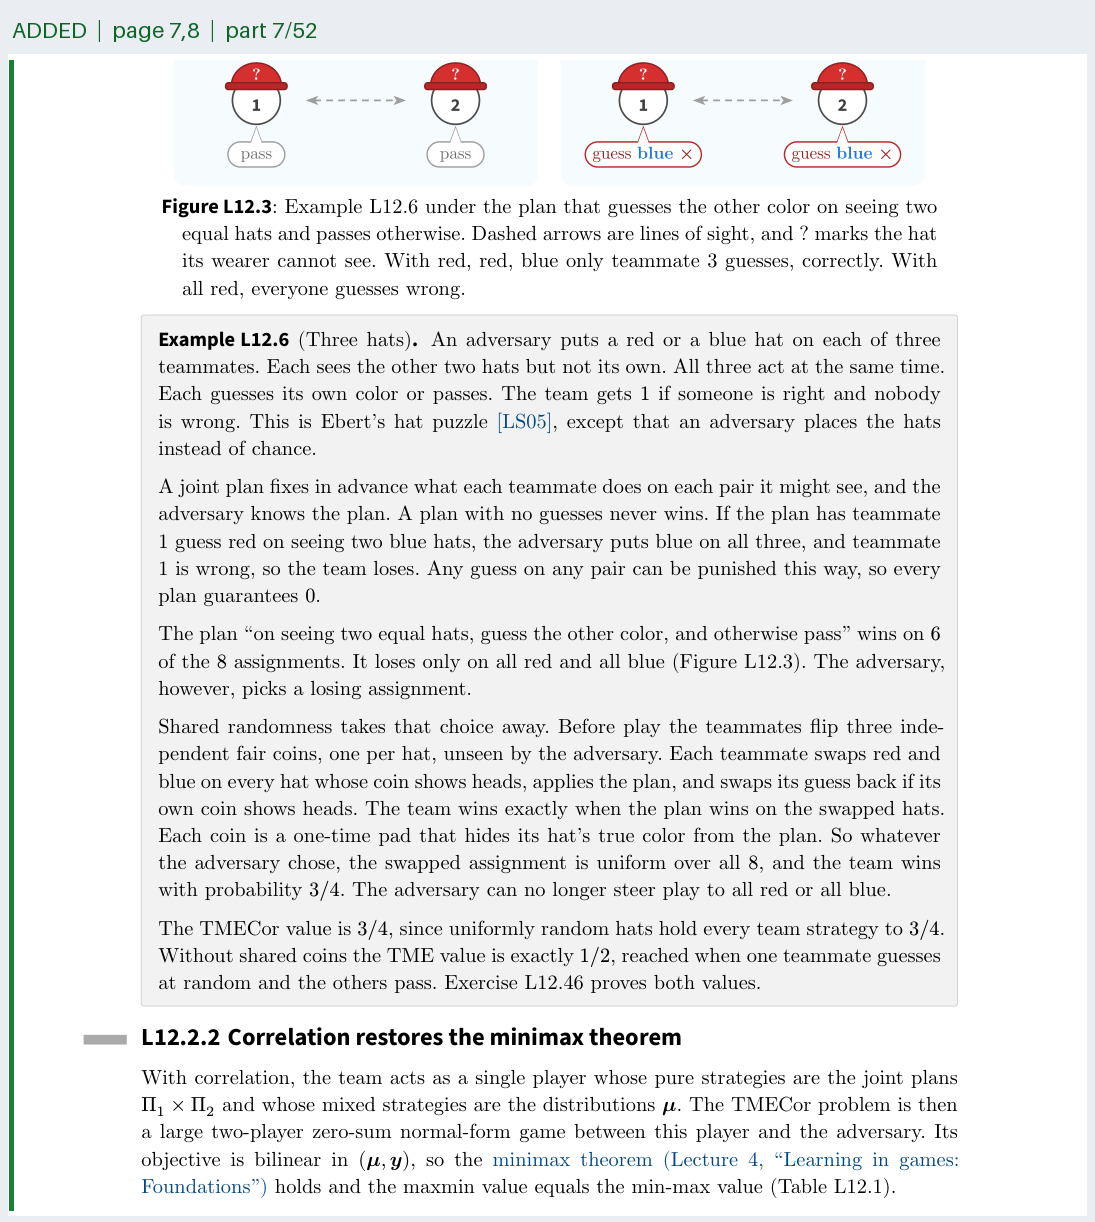 ADDED | page 7,8 | part 7/52
? ? ? ?
1 2 1 2
pass pass guess blue × guess blue ×
Figure L12.3: Example L12.6 under the plan that guesses the other color on seeing two
equal hats and passes otherwise. Dashed arrows are lines of sight, and ? marks the hat
its wearer cannot see. With red, red, blue only teammate 3 guesses, correctly. With
all red, everyone guesses wrong.
Example L12.6 (Three hats). An adversary puts a red or a blue hat on each of three
teammates. Each sees the other two hats but not its own. All three act at the same time.
Each guesses its own color or passes. The team gets 1 if someone is right and nobody
is wrong. This is Ebert's hat puzzle [LS05], except that an adversary places the hats
instead of chance.
A joint plan fixes in advance what each teammate does on each pair it might see, and the
adversary knows the plan. A plan with no guesses never wins. If the plan has teammate
1 guess red on seeing two blue hats, the adversary puts blue on all three, and teammate
1 is wrong, so the team loses. Any guess on any pair can be punished this way, so every
plan guarantees 0.
The plan “on seeing two equal hats, guess the other color, and otherwise pass” wins on 6
of the 8 assignments. It loses only on all red and all blue (Figure L12.3). The adversary,
however, picks a losing assignment.
Shared randomness takes that choice away. Before play the teammates flip three inde-
pendent fair coins, one per hat, unseen by the adversary. Each teammate swaps red and
blue on every hat whose coin shows heads, applies the plan, and swaps its guess back if its
own coin shows heads. The team wins exactly when the plan wins on the swapped hats.
Each coin is a one-time pad that hides its hat's true color from the plan. So whatever
the adversary chose, the swapped assignment is uniform over all 8, and the team wins
with probability 3/4. The adversary can no longer steer play to all red or all blue.
The TMECor value is 3/4, since uniformly random hats hold every team strategy to 3/4.
Without shared coins the TME value is exactly 1/2, reached when one teammate guesses
at random and the others pass. Exercise L12.46 proves both values.
L12.2.2 Correlation restores the minimax theorem
With correlation, the team acts as a single player whose pure strategies are the joint plans
Π₁ × Π₂ and whose mixed strategies are the distributions μ. The TMECor problem is then
a large two-player zero-sum normal-form game between this player and the adversary. Its
objective is bilinear in (μ, y), so the minimax theorem (Lecture 4, “Learning in games:
Foundations”) holds and the maxmin value equals the min-max value (Table L12.1).